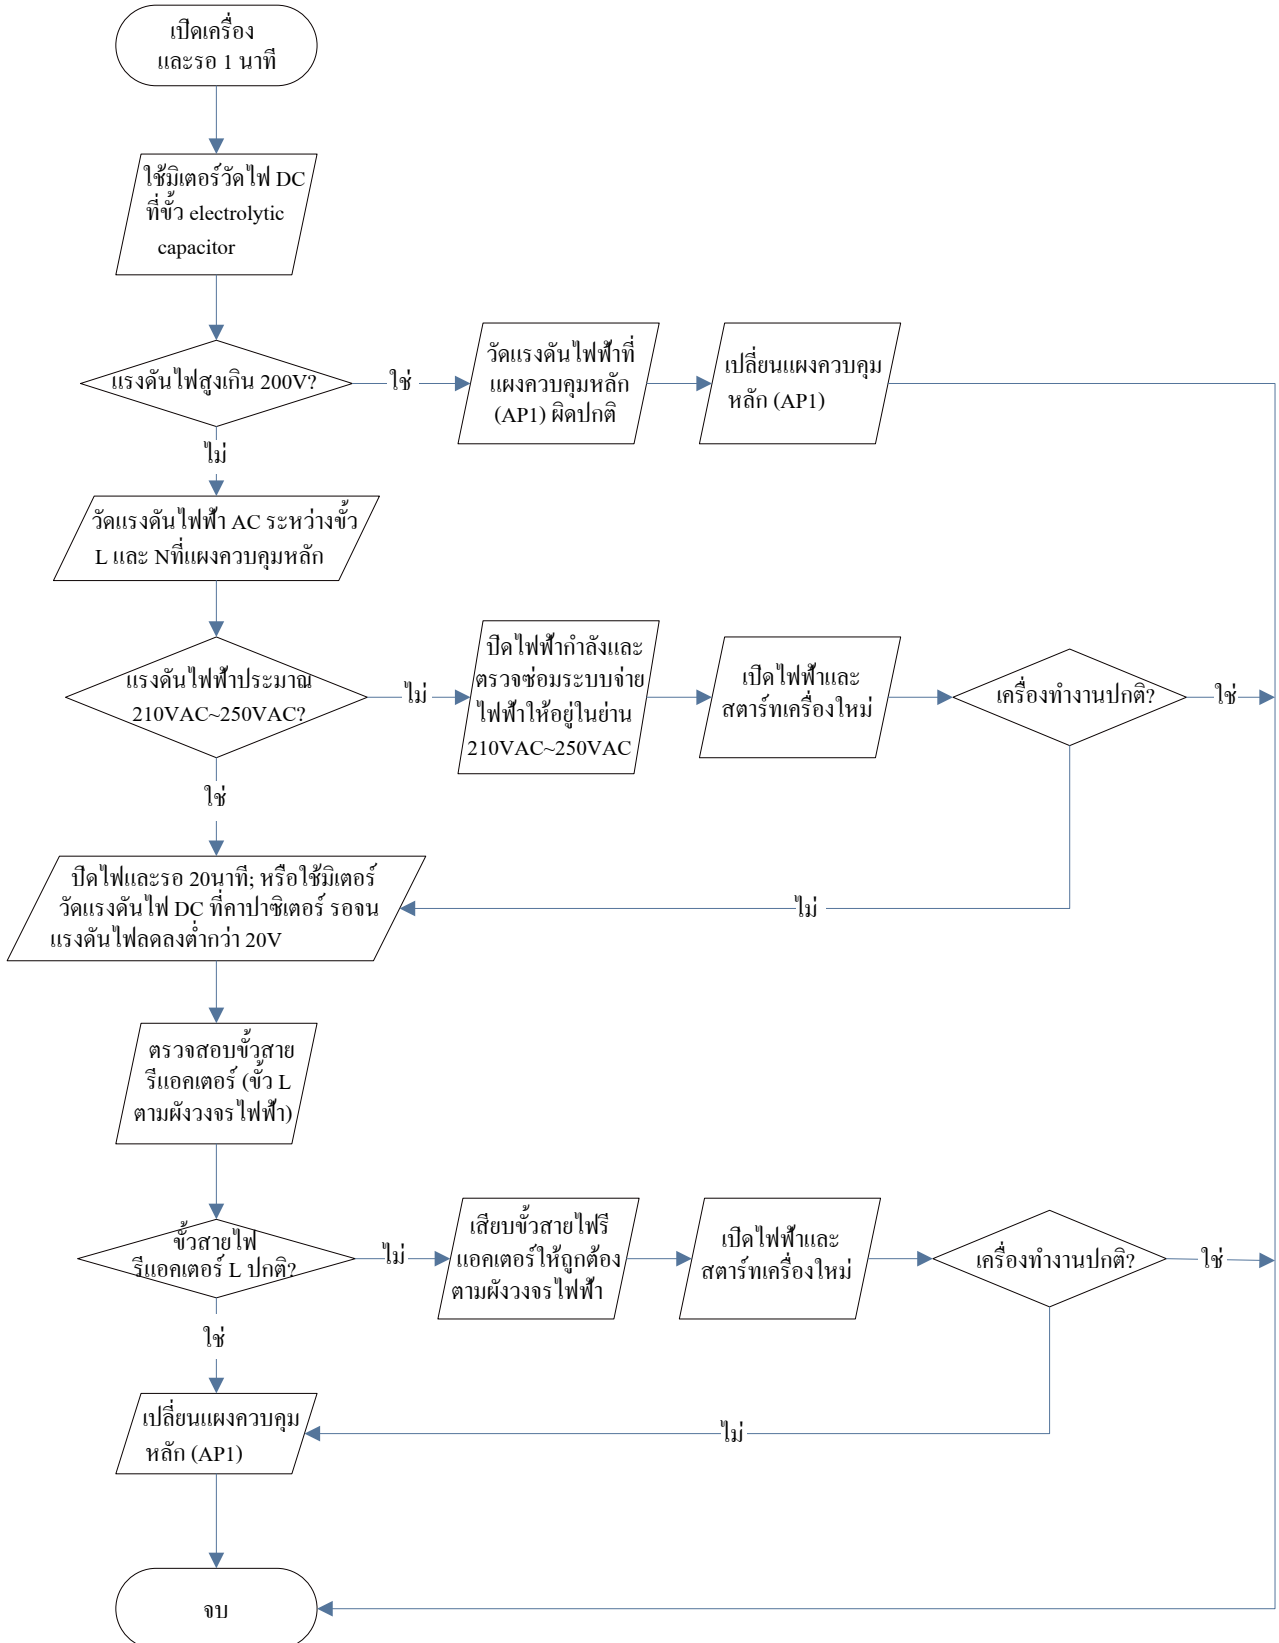 เปิดเครื่อง
และรอ 1 นาที
ใช้มิเตอร์วัดไฟ DC
ที่ขั้ว electrolytic
capacitor
แรงดันไฟสูงเกิน 200V?
ใช่
วัดแรงดันไฟฟ้าที่
แผงควบคุมหลัก
(AP1) ผิดปกติ
เปลี่ยนแผงควบคุม
หลัก (AP1)
ไม่
วัดแรงดันไฟฟ้า AC ระหว่างขั้ว
L และ Nที่แผงควบคุมหลัก
แรงดันไฟฟ้าประมาณ
210VAC~250VAC?
ไม่
ปิดไฟฟ้ากำลังและ
ตรวจซ่อมระบบจ่าย
ไฟฟ้าให้อยู่ในย่าน
210VAC~250VAC
เปิดไฟฟ้าและ
สตาร์ทเครื่องใหม่
เครื่องทำงานปกติ?
ใช่
ใช่
ปิดไฟและรอ 20นาที; หรือใช้มิเตอร์
วัดแรงดันไฟ DC ที่คาปาซิเตอร์ รอจน
แรงดันไฟลดลงต่ำกว่า 20V
ไม่
ตรวจสอบขั้วสาย
รีแอคเตอร์ (ขั้ว L
ตามผังวงจรไฟฟ้า)
ขั้วสายไฟ
รีแอคเตอร์ L ปกติ?
ไม่
เสียบขั้วสายไฟรี
แอคเตอร์ให้ถูกต้อง
ตามผังวงจรไฟฟ้า
เปิดไฟฟ้าและ
สตาร์ทเครื่องใหม่
เครื่องทำงานปกติ?
ใช่
ใช่
เปลี่ยนแผงควบคุม
หลัก (AP1)
ไม่
จบ